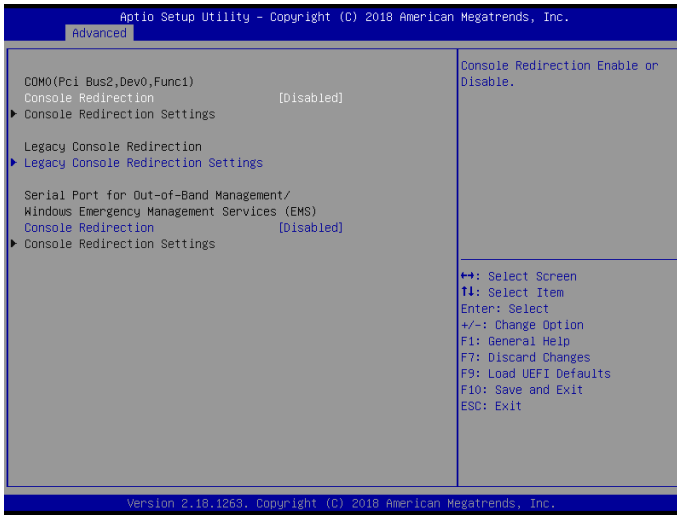 Aptio Setup Utility – Copyright (C) 2018 American Megatrends, Inc.
Advanced
COM0(Pci Bus2,Dev0,Func1)
Console Redirection [Disabled]
▶ Console Redirection Settings
Legacy Console Redirection
▶ Legacy Console Redirection Settings
Serial Port for Out-of-Band Management/
Windows Emergency Management Services (EMS)
Console Redirection [Disabled]
▶ Console Redirection Settings
Console Redirection Enable or
Disable.
↔: Select Screen
↑↓: Select Item
Enter: Select
+/-: Change Option
F1: General Help
F7: Discard Changes
F9: Load UEFI Defaults
F10: Save and Exit
ESC: Exit
Version 2.18.1263. Copyright (C) 2018 American Megatrends, Inc.